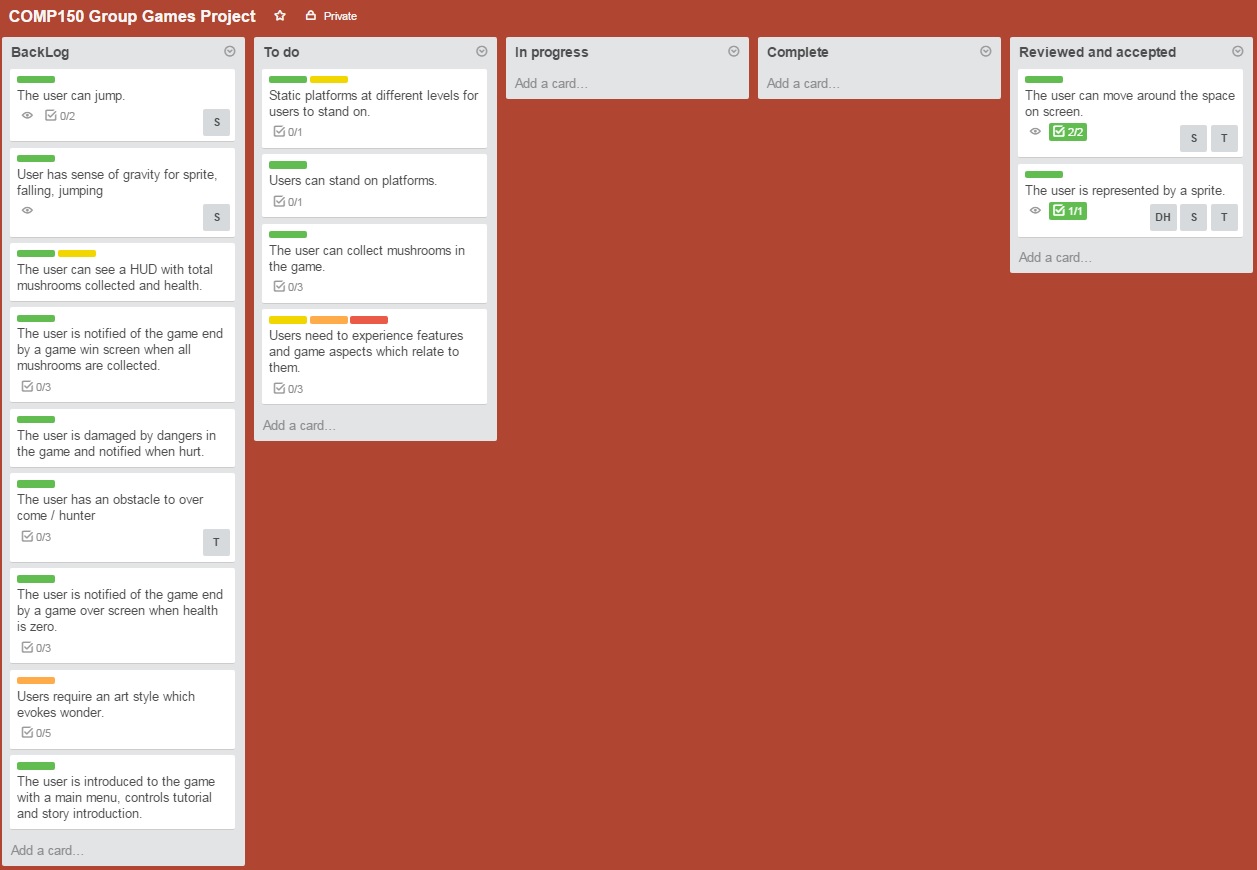 COMP150 Group Games Project
Private
BackLog
The user can jump.
0/2
S
User has sense of gravity for sprite,
falling, jumping
S
The user can see a HUD with total
mushrooms collected and health.
The user is notified of the game end
by a game win screen when all
mushrooms are collected.
0/3
The user is damaged by dangers in
the game and notified when hurt.
The user has an obstacle to over
come / hunter
0/3
T
The user is notified of the game end
by a game over screen when health
is zero.
0/3
Users require an art style which
evokes wonder.
0/5
The user is introduced to the game
with a main menu, controls tutorial
and story introduction.
Add a card...
To do
Static platforms at different levels for
users to stand on.
0/1
Users can stand on platforms.
0/1
The user can collect mushrooms in
the game.
0/3
Users need to experience features
and game aspects which relate to
them.
0/3
Add a card...
In progress
Add a card...
Complete
Add a card...
Reviewed and accepted
The user can move around the space
on screen.
2/2
S T
The user is represented by a sprite.
1/1
DH S T
Add a card...